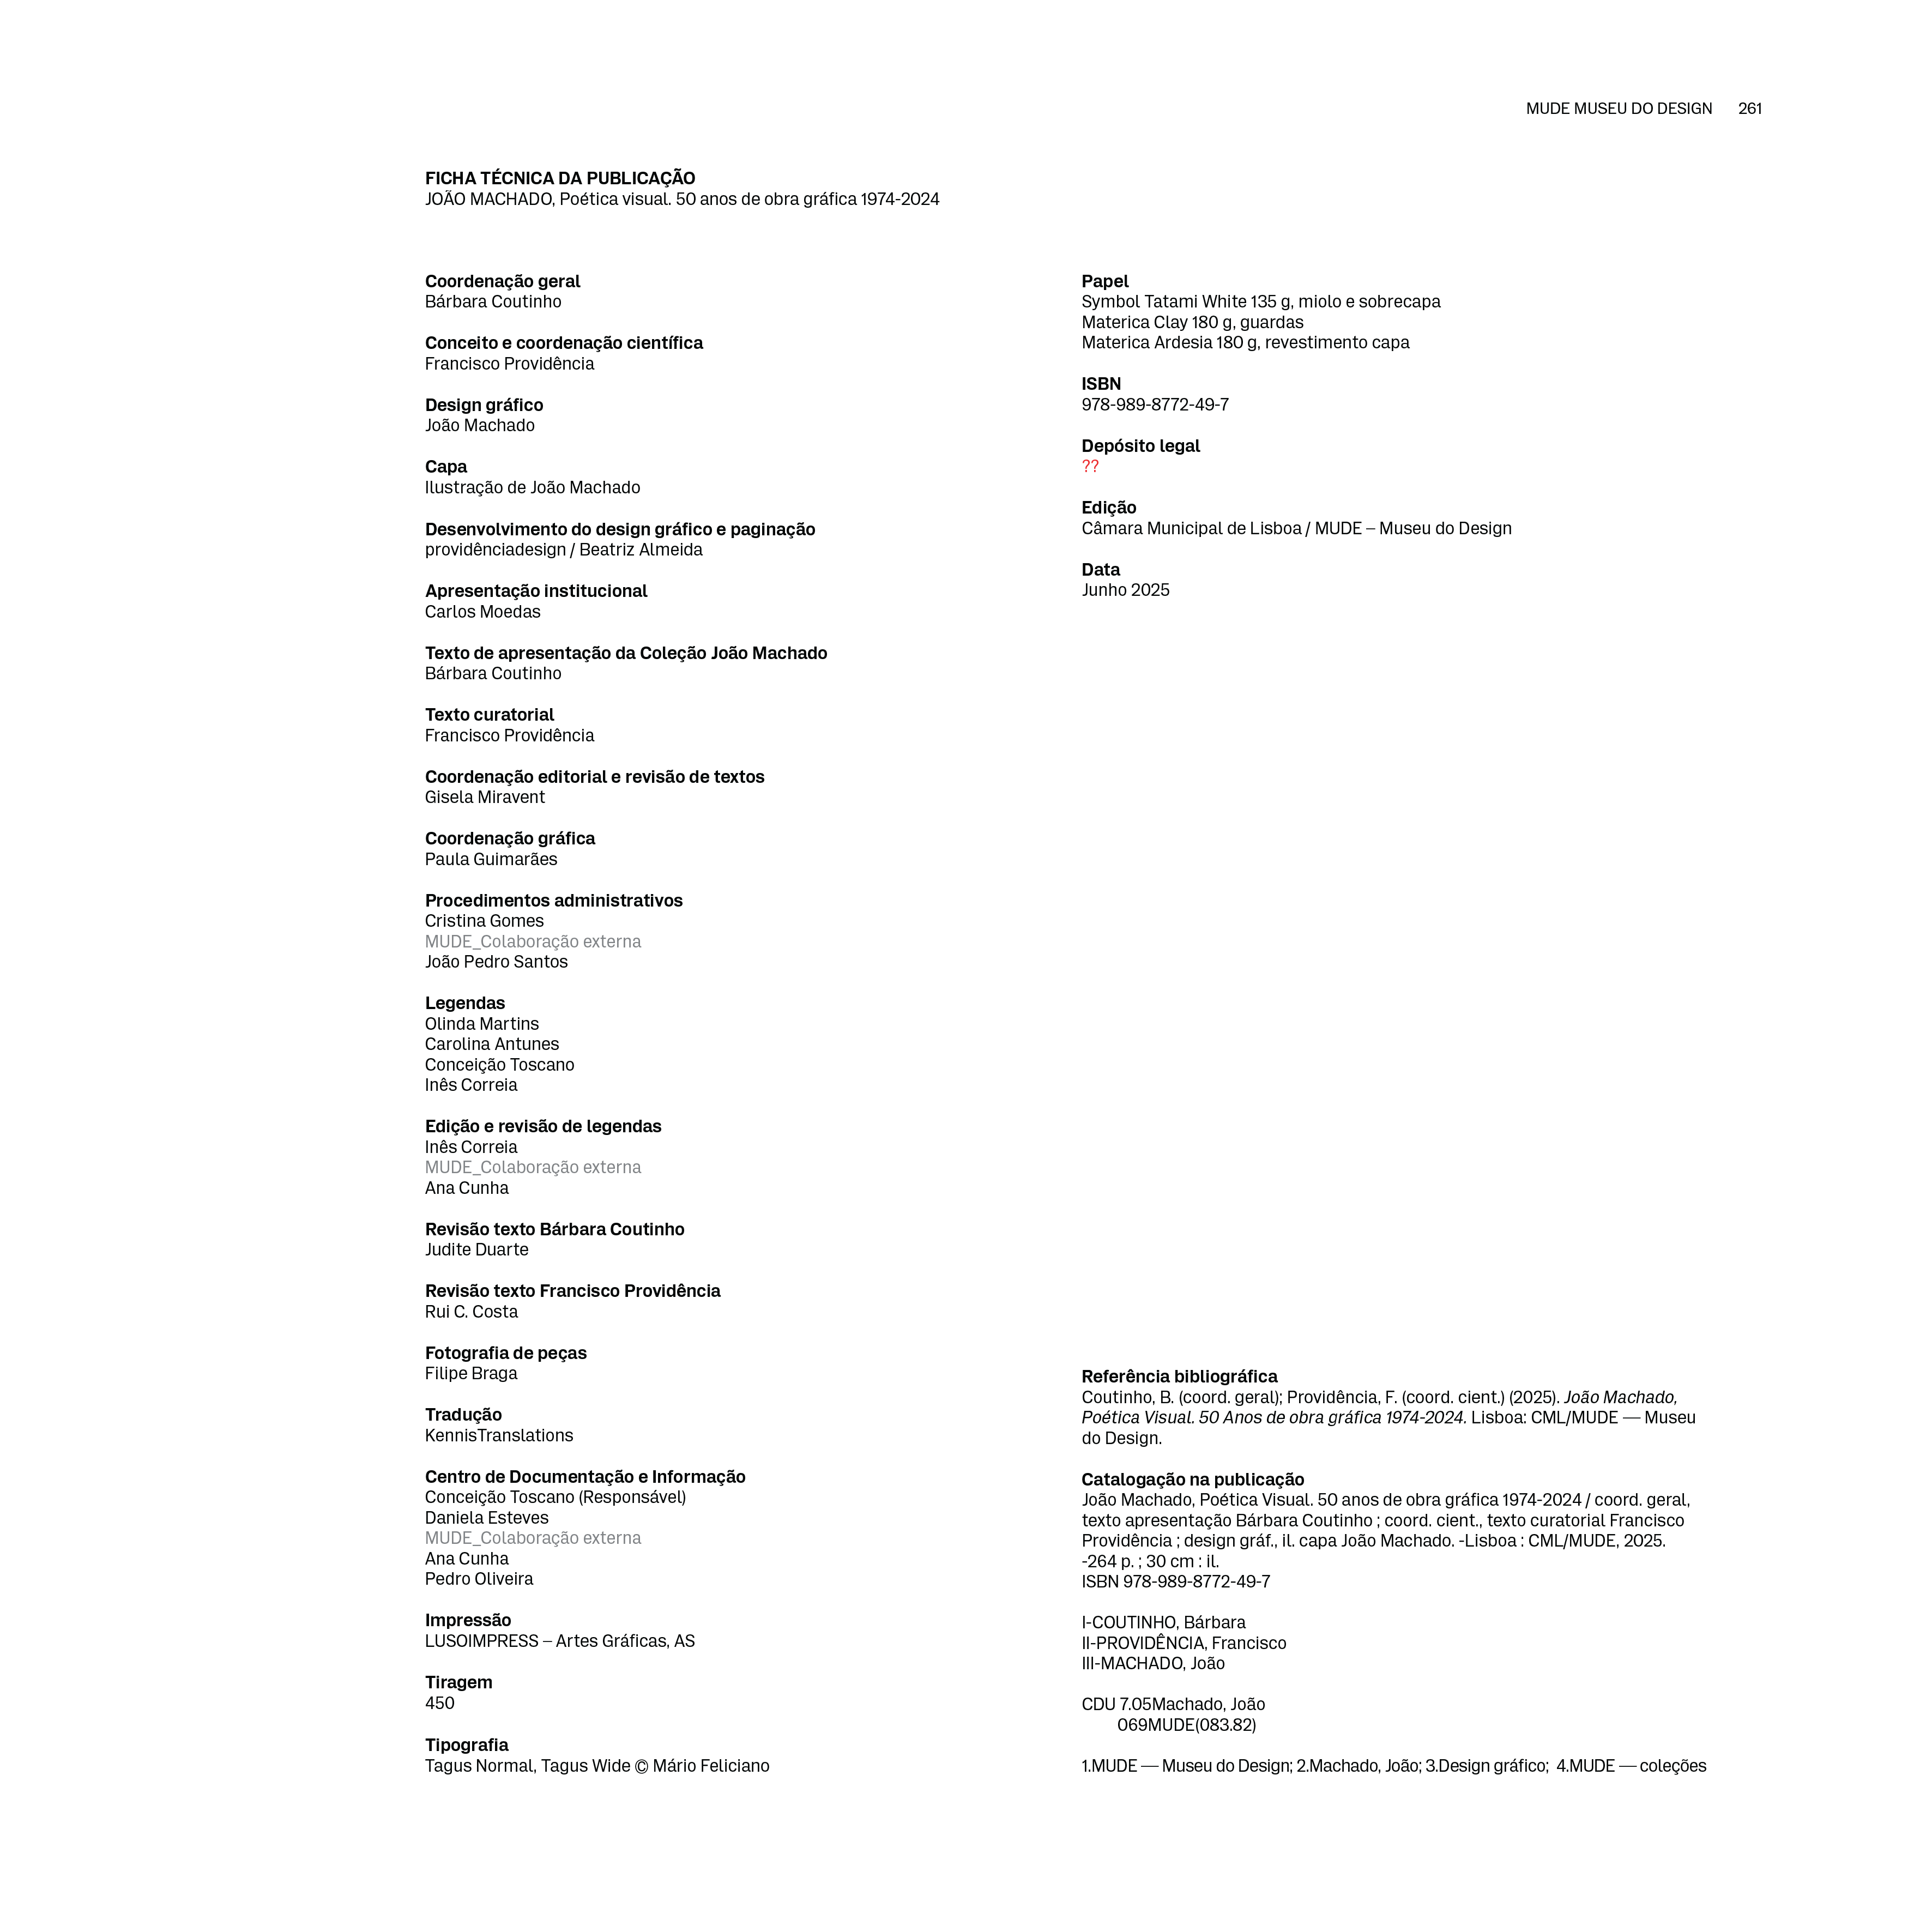 MUDE MUSEU DO DESIGN 261
FICHA TÉCNICA DA PUBLICAÇÃO
JOÃO MACHADO, Poética visual. 50 anos de obra gráfica 1974-2024
Coordenação geral
Bárbara Coutinho
Conceito e coordenação científica
Francisco Providência
Design gráfico
João Machado
Capa
Ilustração de João Machado
Desenvolvimento do design gráfico e paginação
providênciadesign / Beatriz Almeida
Apresentação institucional
Carlos Moedas
Texto de apresentação da Coleção João Machado
Bárbara Coutinho
Texto curatorial
Francisco Providência
Coordenação editorial e revisão de textos
Gisela Miravent
Coordenação gráfica
Paula Guimarães
Procedimentos administrativos
Cristina Gomes
MUDE_Colaboração externa
João Pedro Santos
Legendas
Olinda Martins
Carolina Antunes
Conceição Toscano
Inês Correia
Edição e revisão de legendas
Inês Correia
MUDE_Colaboração externa
Ana Cunha
Revisão texto Bárbara Coutinho
Judite Duarte
Revisão texto Francisco Providência
Rui C. Costa
Fotografia de peças
Filipe Braga
Tradução
KennisTranslations
Centro de Documentação e Informação
Conceição Toscano (Responsável)
Daniela Esteves
MUDE_Colaboração externa
Ana Cunha
Pedro Oliveira
Impressão
LUSOIMPRESS – Artes Gráficas, AS
Tiragem
450
Tipografia
Tagus Normal, Tagus Wide © Mário Feliciano
Papel
Symbol Tatami White 135 g, miolo e sobrecapa
Materica Clay 180 g, guardas
Materica Ardesia 180 g, revestimento capa
ISBN
978-989-8772-49-7
Depósito legal
??
Edição
Câmara Municipal de Lisboa / MUDE – Museu do Design
Data
Junho 2025
Referência bibliográfica
Coutinho, B. (coord. geral); Providência, F. (coord. cient.) (2025). João Machado,
Poética Visual. 50 Anos de obra gráfica 1974-2024. Lisboa: CML/MUDE — Museu
do Design.
Catalogação na publicação
João Machado, Poética Visual. 50 anos de obra gráfica 1974-2024 / coord. geral,
texto apresentação Bárbara Coutinho ; coord. cient., texto curatorial Francisco
Providência ; design gráf., il. capa João Machado. -Lisboa : CML/MUDE, 2025.
-264 p. ; 30 cm : il.
ISBN 978-989-8772-49-7
I-COUTINHO, Bárbara
II-PROVIDÊNCIA, Francisco
III-MACHADO, João
CDU 7.05Machado, João
069MUDE(083.82)
1.MUDE — Museu do Design; 2.Machado, João; 3.Design gráfico; 4.MUDE — coleções